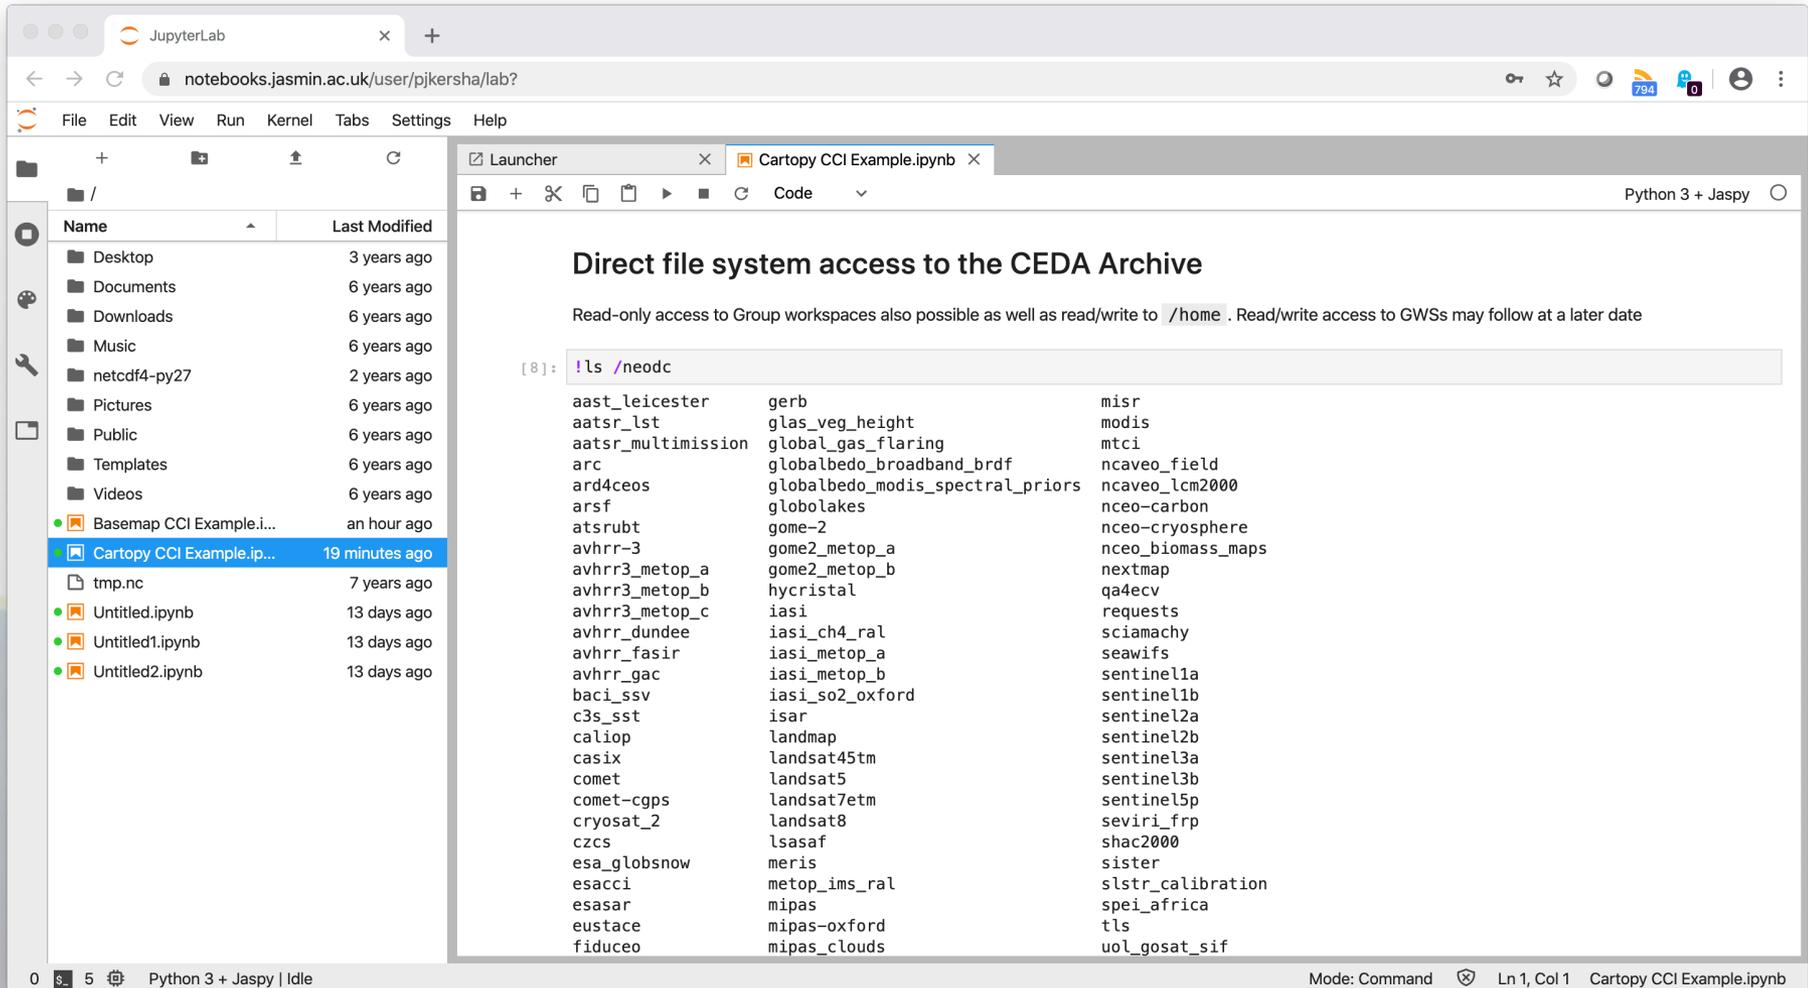 JupyterLab
notebooks.jasmin.ac.uk/user/pjkersha/lab?
794
0
File Edit View Run Kernel Tabs Settings Help
/
Name Last Modified
Desktop 3 years ago
Documents 6 years ago
Downloads 6 years ago
Music 6 years ago
netcdf4-py27 2 years ago
Pictures 6 years ago
Public 6 years ago
Templates 6 years ago
Videos 6 years ago
Basemap CCI Example.i... an hour ago
Cartopy CCI Example.ip... 19 minutes ago
tmp.nc 7 years ago
Untitled.ipynb 13 days ago
Untitled1.ipynb 13 days ago
Untitled2.ipynb 13 days ago
Launcher Cartopy CCI Example.ipynb
Code Python 3 + Jaspy
Direct file system access to the CEDA Archive
Read-only access to Group workspaces also possible as well as read/write to /home . Read/write access to GWSs may follow at a later date
[8]: !ls /neodc
aast_leicester gerb misr
aatsr_lst glas_veg_height modis
aatsr_multimission global_gas_flaring mtci
arc globalbedo_broadband_brdf ncaveo_field
ard4ceos globalbedo_modis_spectral_priors ncaveo_lcm2000
arsf globolakes nceo-carbon
atsrubt gome-2 nceo-cryosphere
avhrr-3 gome2_metop_a nceo_biomass_maps
avhrr3_metop_a gome2_metop_b nextmap
avhrr3_metop_b hycristal qa4ecv
avhrr3_metop_c iasi requests
avhrr_dundee iasi_ch4_ral sciamachy
avhrr_fasir iasi_metop_a seawifs
avhrr_gac iasi_metop_b sentinel1a
baci_ssv iasi_so2_oxford sentinel1b
c3s_sst isar sentinel2a
caliop landmap sentinel2b
casix landsat45tm sentinel3a
comet landsat5 sentinel3b
comet-cgps landsat7etm sentinel5p
cryosat_2 landsat8 seviri_frp
czcs lsasaf shac2000
esa_globsnow meris sister
esacci metop_ims_ral slstr_calibration
esasar mipas spei_africa
eustace mipas-oxford tls
fiduceo mipas_clouds uol_gosat_sif
0 $_ 5 Python 3 + Jaspy | Idle Mode: Command Ln 1, Col 1 Cartopy CCI Example.ipynb